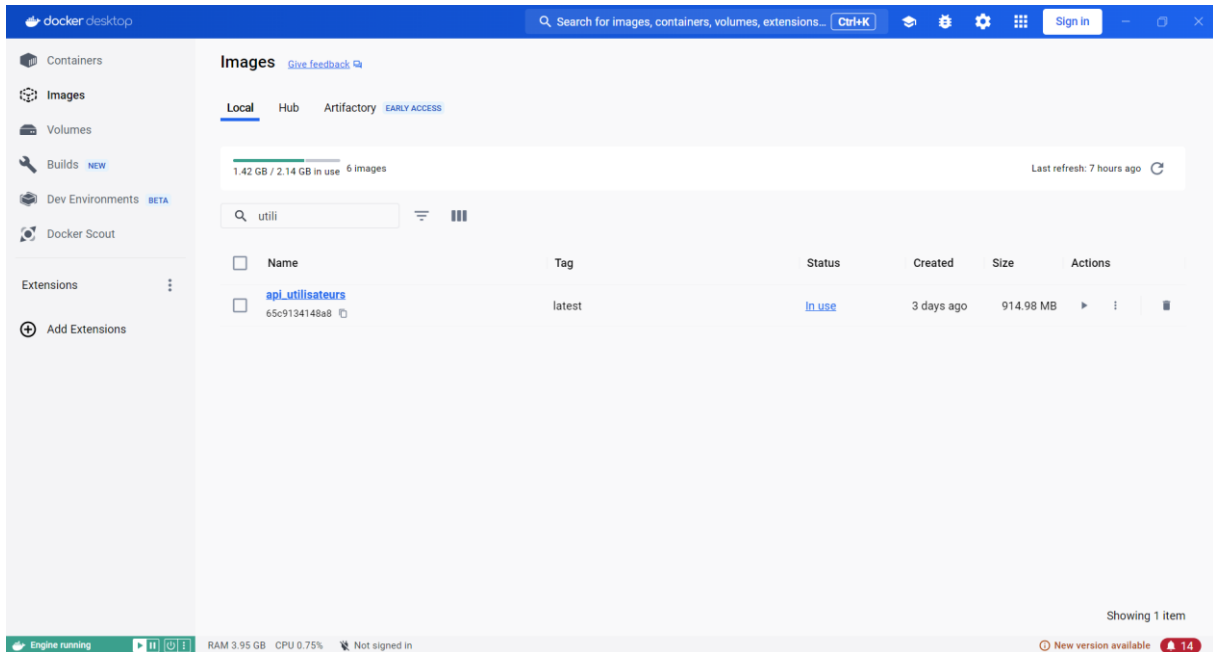 docker desktop
Search for images, containers, volumes, extensions... Ctrl+K
Sign in
Containers
Images
Volumes
Builds NEW
Dev Environments BETA
Docker Scout
Extensions
Add Extensions
Images Give feedback
Local Hub Artifactory EARLY ACCESS
1.42 GB / 2.14 GB in use 6 images
Last refresh: 7 hours ago
utili
Name Tag Status Created Size Actions
api_utilisateurs
65c9134148a8
latest In use 3 days ago 914.98 MB
Showing 1 item
Engine running RAM 3.95 GB CPU 0.75% Not signed in New version available 14